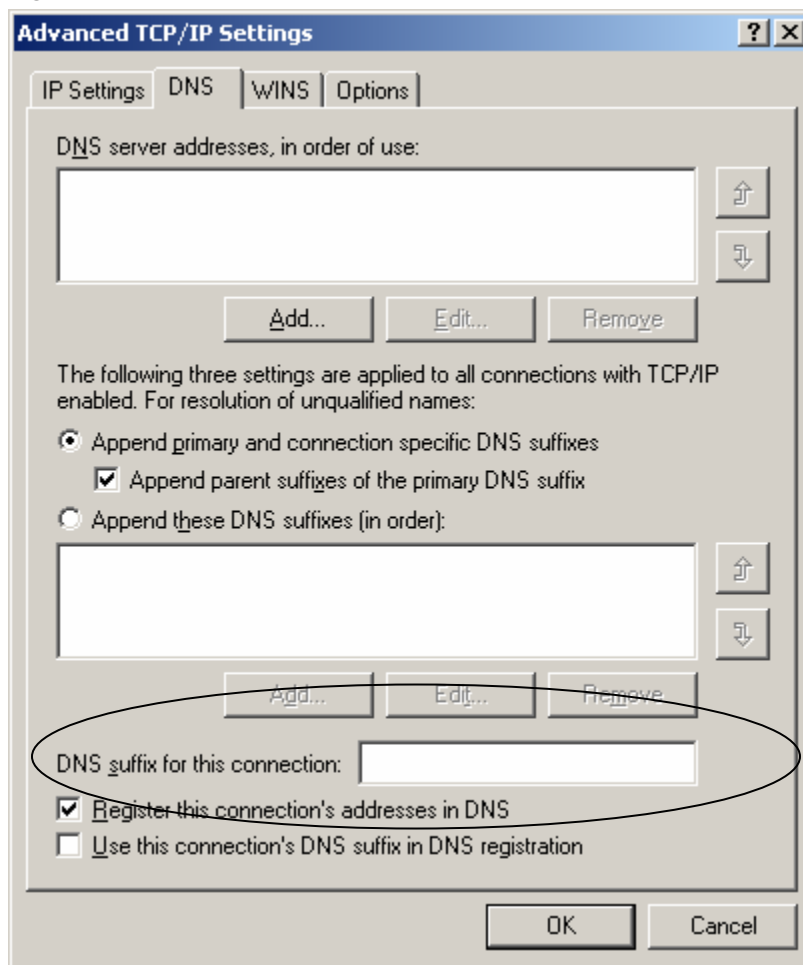 Advanced TCP/IP Settings
IP Settings DNS WINS Options
DNS server addresses, in order of use:
Add... Edit... Remove
The following three settings are applied to all connections with TCP/IP
enabled. For resolution of unqualified names:
Append primary and connection specific DNS suffixes
Append parent suffixes of the primary DNS suffix
Append these DNS suffixes (in order):
Add... Edit... Remove
DNS suffix for this connection:
Register this connection's addresses in DNS
Use this connection's DNS suffix in DNS registration
OK Cancel